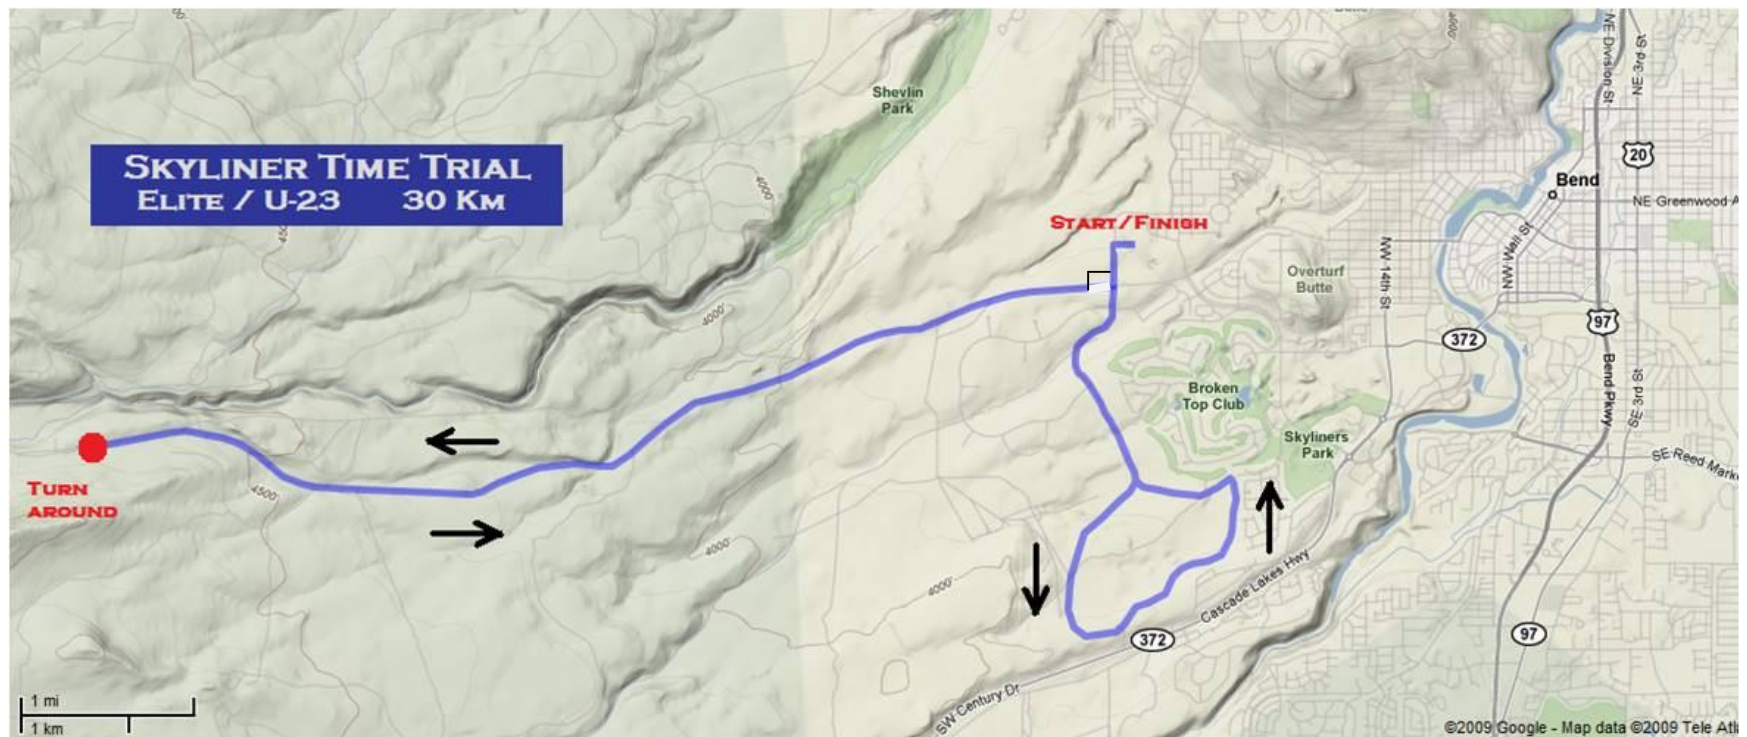 SKYLINER TIME TRIAL
ELITE / U-23 30 KM
Shevlin
Park
4000'
START/FINISH
NE Division St
NE 3rd St
20
Bend
NE Greenwood A
NW Wall St
NW 14th St
Overturf
Butte
372
97
Bend Pkwy
SE 3rd St
4000'
Broken
Top Club
Skyliners
Park
SE Reed Marke
TURN
AROUND
4500'
4000'
4000'
Cascade Lakes Hwy
372
97
SW Century Dr
1 mi
1 km
©2009 Google - Map data ©2009 Tele Atla